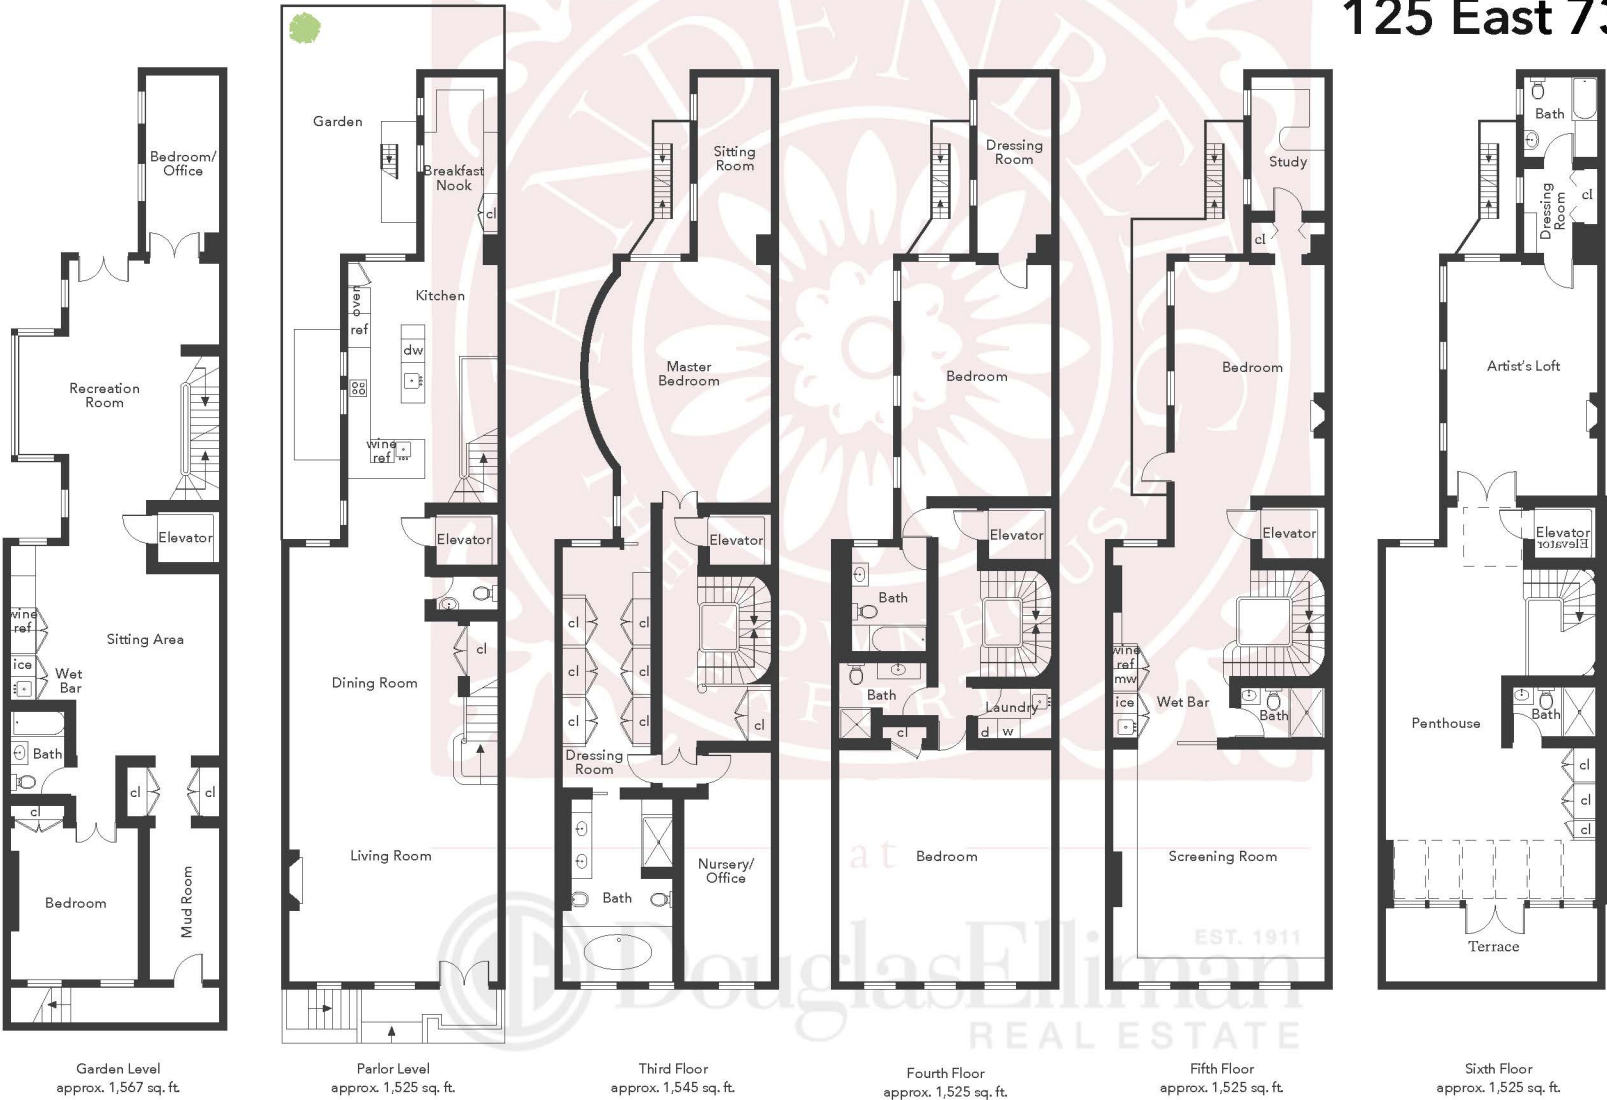 125 East 73
Bedroom/
Office
Recreation
Room
Elevator
wine
ref
Sitting Area
ice
Wet
Bar
Bath
cl
cl
cl
Bedroom
Mud Room
Garden Level
approx. 1,567 sq. ft.
Garden
Breakfast
Nook
cl
Kitchen
oven
ref
dw
wine
ref
Elevator
cl
Dining Room
Living Room
Parlor Level
approx. 1,525 sq. ft.
Sitting
Room
Master
Bedroom
Elevator
cl
cl
cl
cl
cl
cl
cl
Dressing
Room
Bath
Nursery/
Office
Third Floor
approx. 1,545 sq. ft.
Dressing
Room
Bedroom
Elevator
Bath
Bath
Laundry
cl
d
w
Bedroom
Fourth Floor
approx. 1,525 sq. ft.
Study
cl
Bedroom
Elevator
wine
ref
mw
ice
Wet Bar
Bath
Screening Room
Fifth Floor
approx. 1,525 sq. ft.
Bath
Dressing
Room
cl
Artist's Loft
Elevator
Elevator
Penthouse
Bath
cl
cl
cl
Terrace
Sixth Floor
approx. 1,525 sq. ft.
VANDENBERG
THE TOWNHOUSE EXPERTS
at
DouglasElliman
EST. 1911
REAL ESTATE